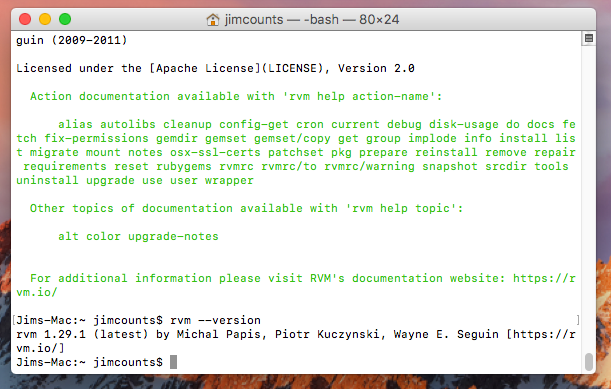 jimcounts — -bash — 80×24
guin (2009-2011)
Licensed under the [Apache License](LICENSE), Version 2.0
Action documentation available with 'rvm help action-name':
alias autolibs cleanup config-get cron current debug disk-usage do docs fe
tch fix-permissions gemdir gemset gemset/copy get group implode info install lis
t migrate mount notes osx-ssl-certs patchset pkg prepare reinstall remove repair
requirements reset rubygems rvmrc rvmrc/to rvmrc/warning snapshot srcdir tools
uninstall upgrade use user wrapper
Other topics of documentation available with 'rvm help topic':
alt color upgrade-notes
For additional information please visit RVM's documentation website: https://r
vm.io/
[Jims-Mac:~ jimcounts$ rvm --version ]
rvm 1.29.1 (latest) by Michal Papis, Piotr Kuczynski, Wayne E. Seguin [https://r
vm.io/]
Jims-Mac:~ jimcounts$